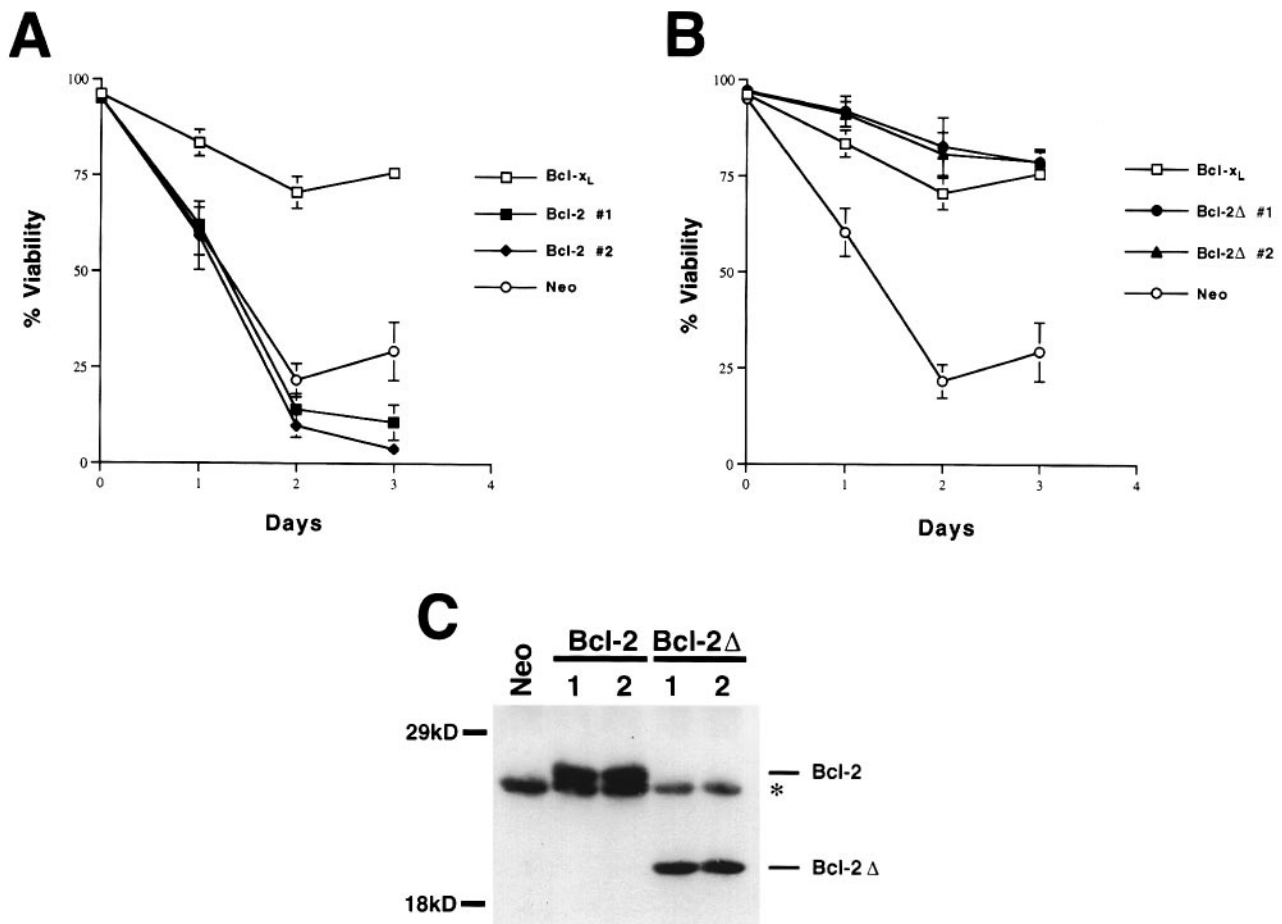 A
100
75
50
25
0
% Viability
0 1 2 3 4
Days
Bcl-xL
Bcl-2 #1
Bcl-2 #2
Neo
B
100
75
50
25
0
% Viability
0 1 2 3 4
Days
Bcl-xL
Bcl-2Δ #1
Bcl-2Δ #2
Neo
C
Neo Bcl-2 Bcl-2Δ
1 2 1 2
29kD
18kD
Bcl-2
*
Bcl-2 Δ